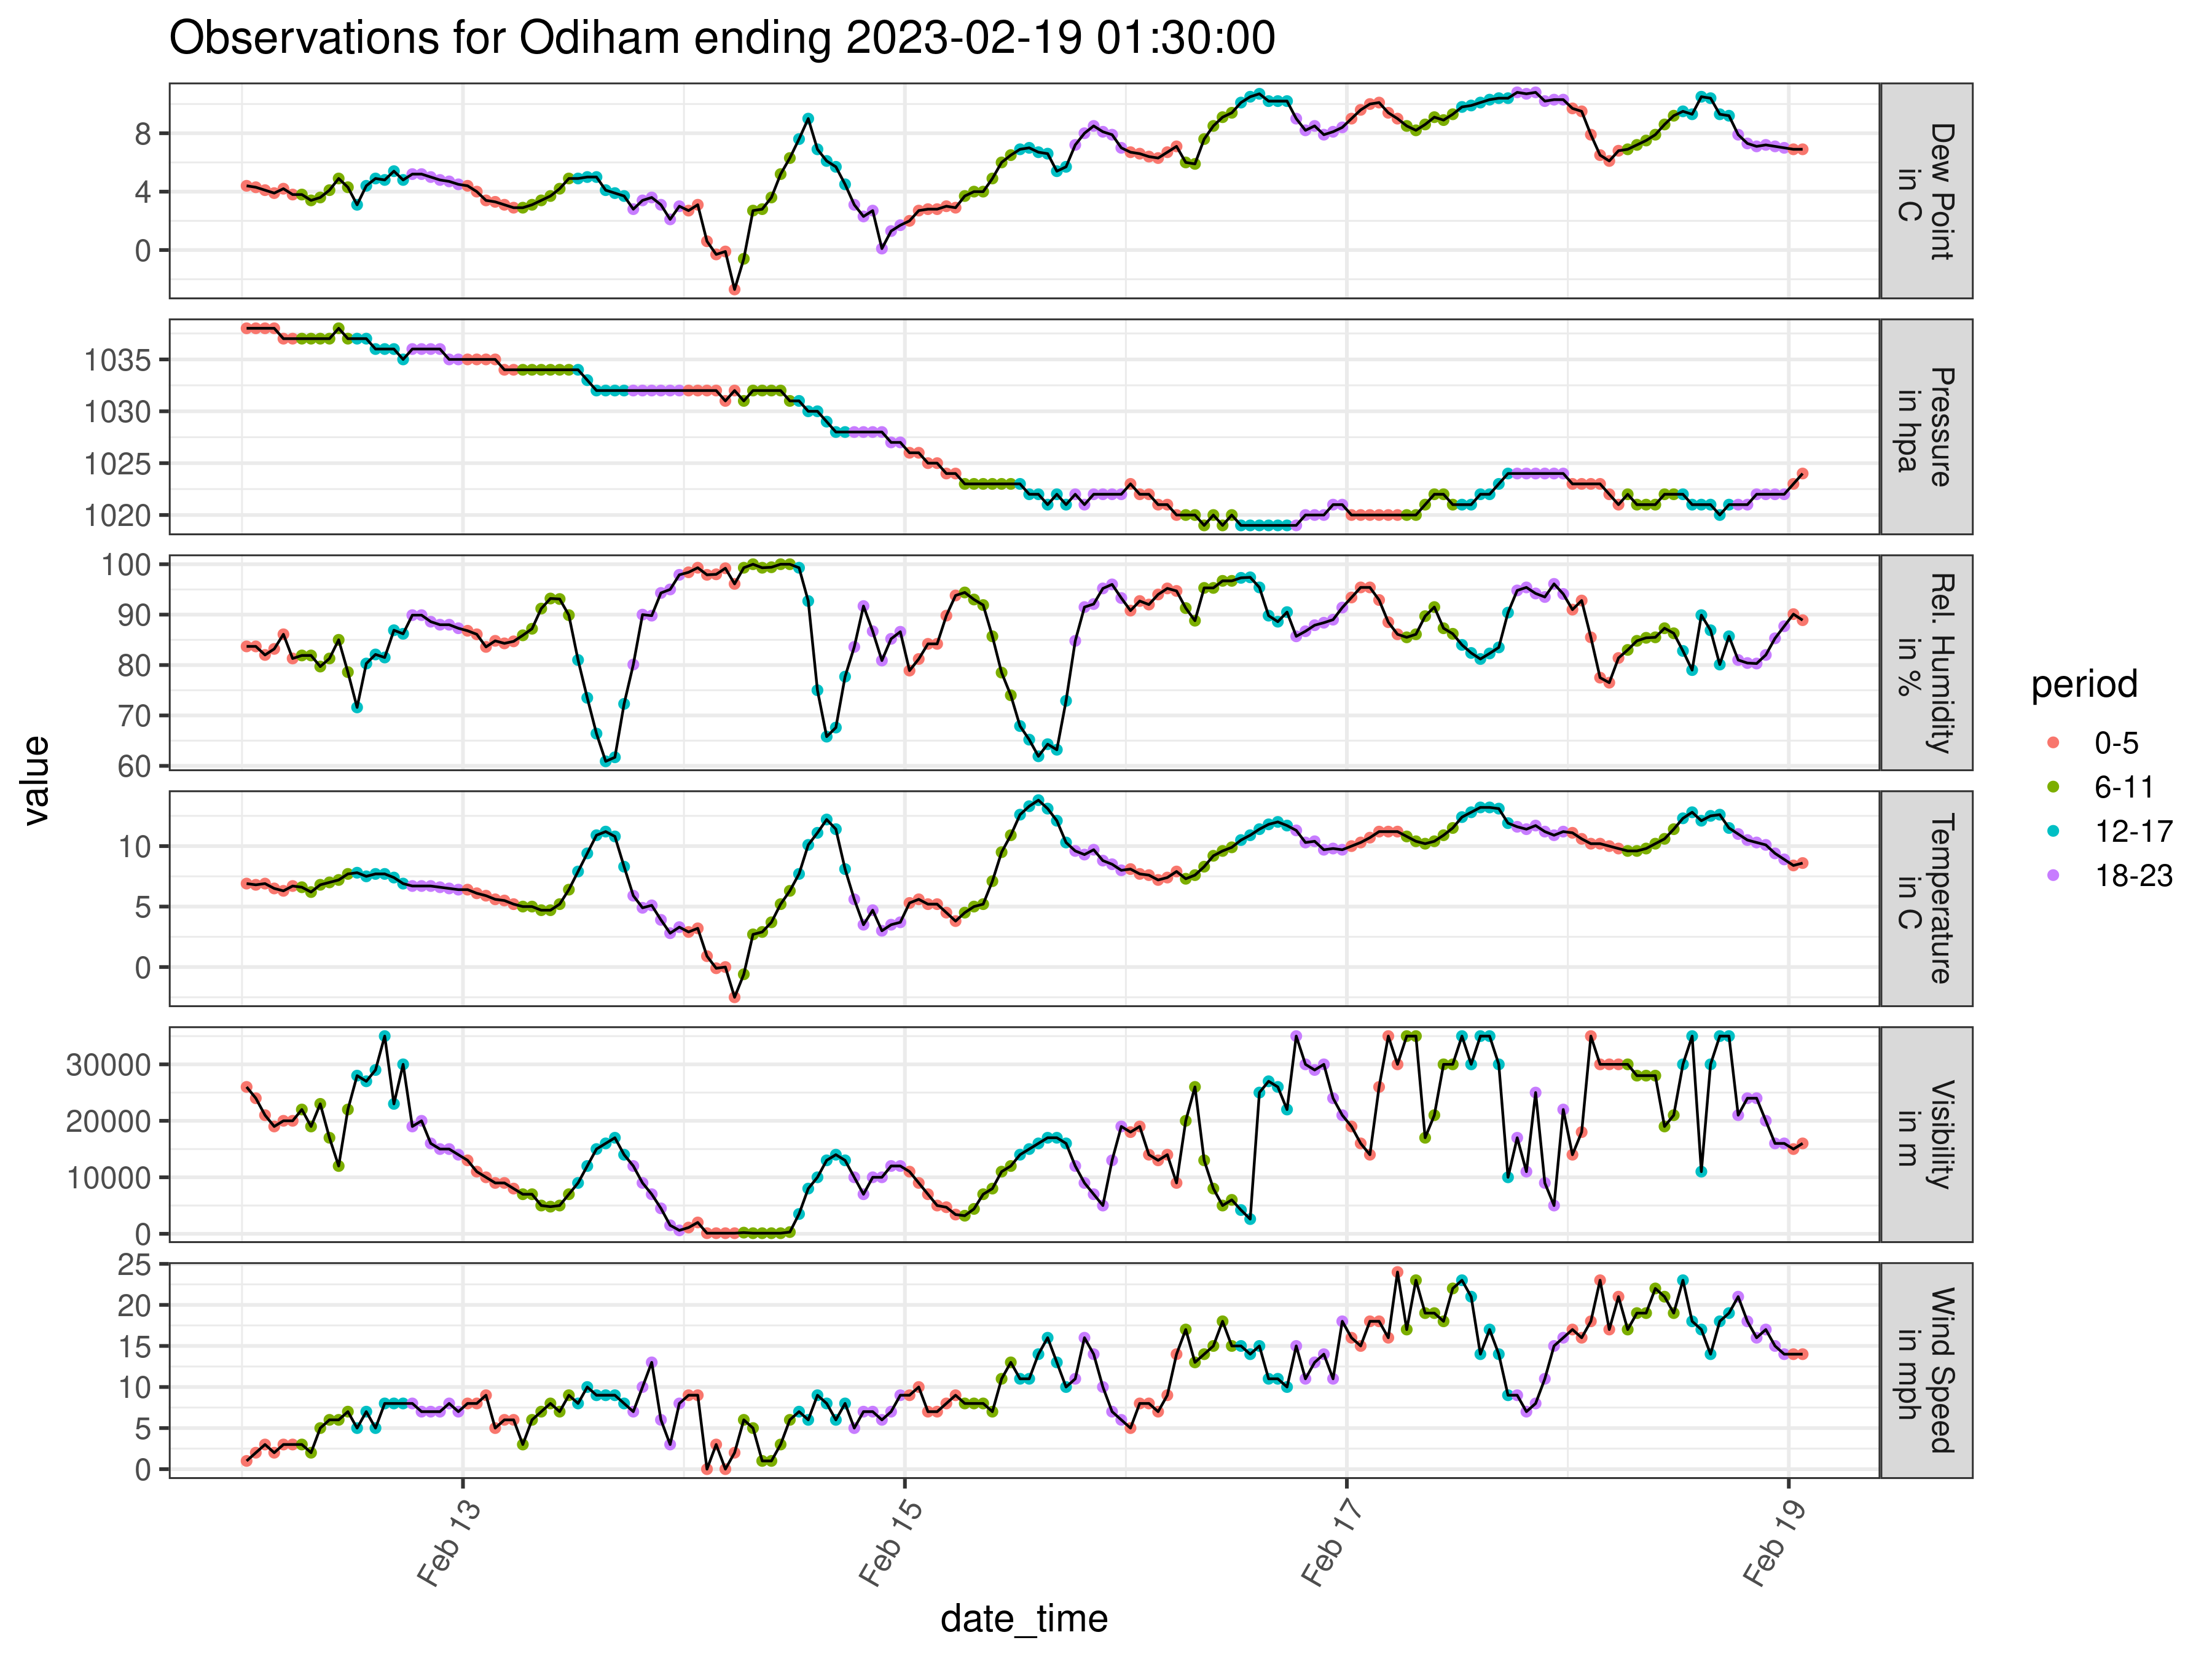 Observations for Odiham ending 2023-02-19 01:30:00
8
4
0
Dew Point
in C
1035
1030
1025
1020
Pressure
in hpa
100
90
80
70
60
Rel. Humidity
in %
10
5
0
Temperature
in C
30000
20000
10000
0
Visibility
in m
25
20
15
10
5
0
Wind Speed
in mph
value
Feb 13
Feb 15
Feb 17
Feb 19
date_time
period
0-5
6-11
12-17
18-23